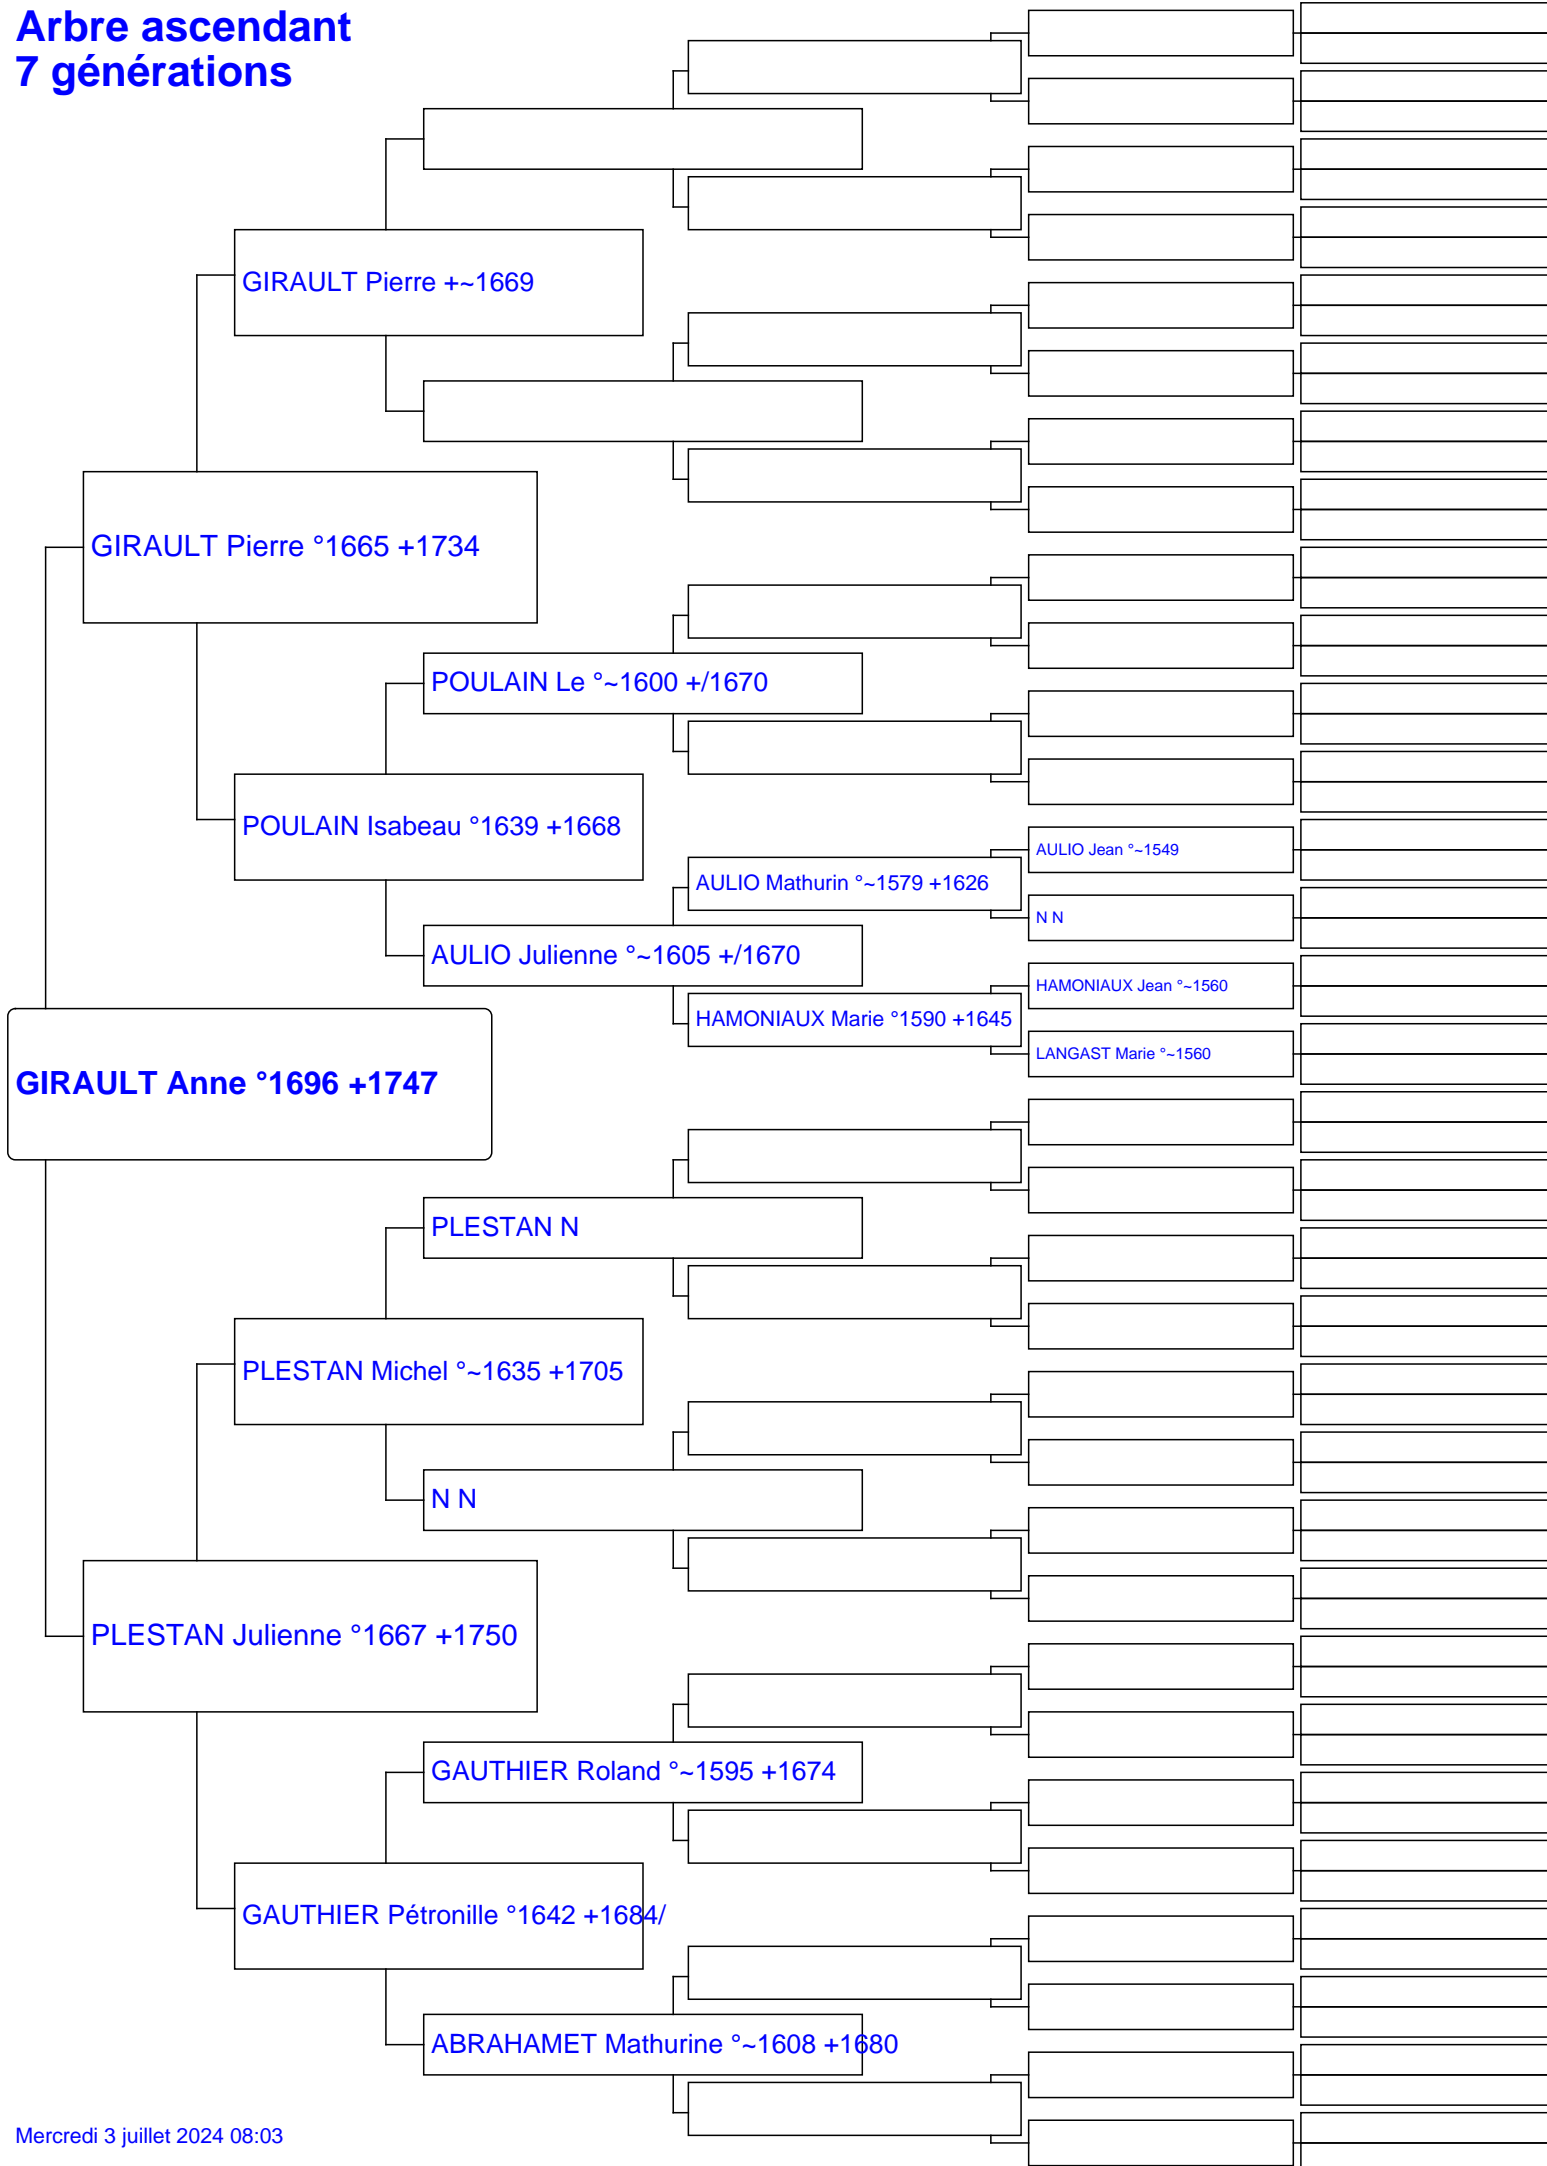 Arbre ascendant
7 générations
GIRAULT Pierre +~1669
GIRAULT Pierre °1665 +1734
POULAIN Le °~1600 +/1670
POULAIN Isabeau °1639 +1668
AULIO Jean °~1549
AULIO Mathurin °~1579 +1626
N N
AULIO Julienne °~1605 +/1670
HAMONIAUX Jean °~1560
HAMONIAUX Marie °1590 +1645
LANGAST Marie °~1560
GIRAULT Anne °1696 +1747
PLESTAN N
PLESTAN Michel °~1635 +1705
N N
PLESTAN Julienne °1667 +1750
GAUTHIER Roland °~1595 +1674
GAUTHIER Pétronille °1642 +1684/
ABRAHAMET Mathurine °~1608 +1680
Mercredi 3 juillet 2024 08:03